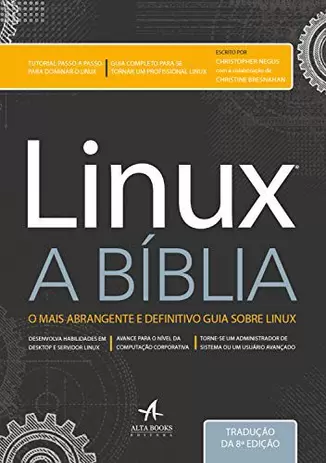 TUTORIAL PASSO A PASSO
PARA DOMINAR O LINUX
GUIA COMPLETO PARA SE
TORNAR UM PROFISSIONAL LINUX
ESCRITO POR
CHRISTOPHER NEGUS
com a colaboração de
CHRISTINE BRESNAHAN
Linux®
A BÍBLIA
O MAIS ABRANGENTE E DEFINITIVO GUIA SOBRE LINUX
DESENVOLVA HABILIDADES EM
DESKTOP E SERVIDOR LINUX
AVANCE PARA O NÍVEL DA
COMPUTAÇÃO CORPORATIVA
TORNE-SE UM ADMINISTRADOR DE
SISTEMA OU UM USUÁRIO AVANÇADO
ALTA BOOKS
EDITORA
TRADUÇÃO
DA 8ª EDIÇÃO